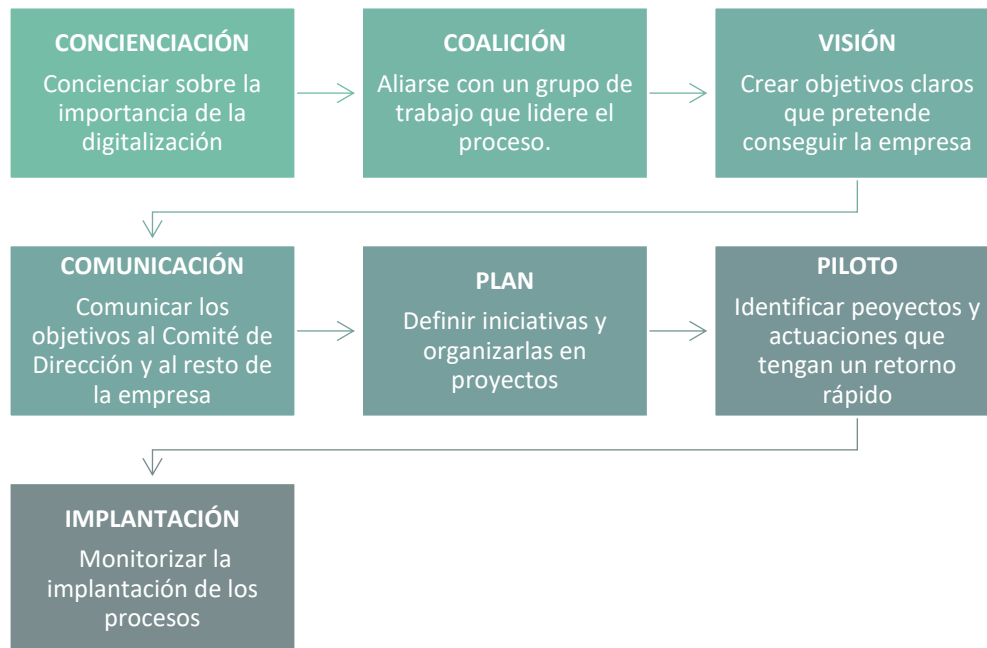 CONCIENCIACIÓN
Concienciar sobre la
importancia de la
digitalización
COALICIÓN
Aliarse con un grupo de
trabajo que lidere el
proceso.
VISIÓN
Crear objetivos claros
que pretende
conseguir la empresa
COMUNICACIÓN
Comunicar los
objetivos al Comité de
Dirección y al resto de
la empresa
PLAN
Definir iniciativas y
organizarlas en
proyectos
PILOTO
Identificar peoyectos y
actuaciones que
tengan un retorno
rápido
IMPLANTACIÓN
Monitorizar la
implantación de los
procesos